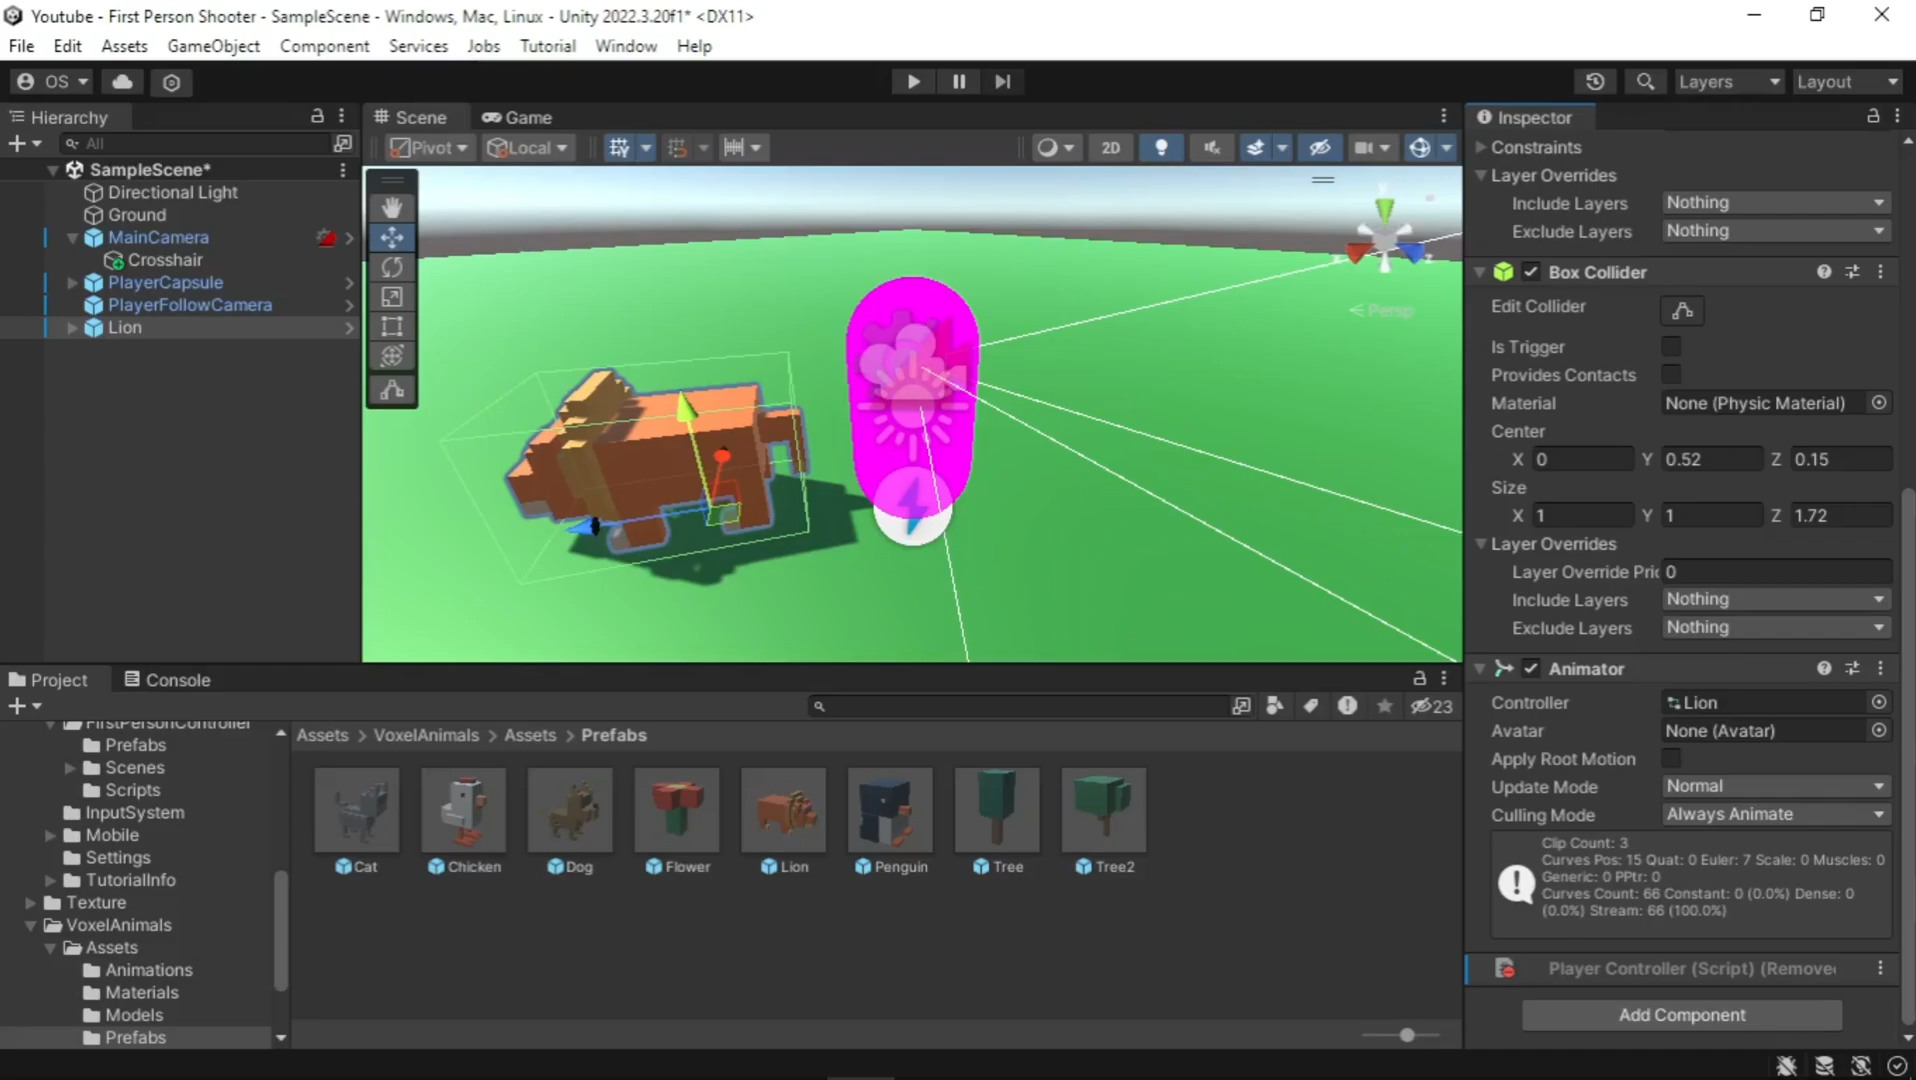 Youtube - First Person Shooter - SampleScene - Windows, Mac, Linux - Unity 2022.3.20f1* <DX11>
File Edit Assets GameObject Component Services Jobs Tutorial Window Help
OS
Layers Layout
Hierarchy
All
SampleScene*
Directional Light
Ground
MainCamera
Crosshair
PlayerCapsule
PlayerFollowCamera
Lion
Scene Game
Pivot Local 2D
Persp
Inspector
Constraints
Layer Overrides
Include Layers Nothing
Exclude Layers Nothing
Box Collider
Edit Collider
Is Trigger
Provides Contacts
Material None (Physic Material)
Center
X 0 Y 0.52 Z 0.15
Size
X 1 Y 1 Z 1.72
Layer Overrides
Layer Override Pric 0
Include Layers Nothing
Exclude Layers Nothing
Animator
Controller Lion
Avatar None (Avatar)
Apply Root Motion
Update Mode Normal
Culling Mode Always Animate
Clip Count: 3
Curves Pos: 15 Quat: 0 Euler: 7 Scale: 0 Muscles: 0
Generic: 0 PPtr: 0
Curves Count: 66 Constant: 0 (0.0%) Dense: 0
(0.0%) Stream: 66 (100.0%)
Player Controller (Script) (Remove
Add Component
Project Console
23
FirstPersonController
Prefabs
Scenes
Scripts
InputSystem
Mobile
Settings
TutorialInfo
Texture
VoxelAnimals
Assets
Animations
Materials
Models
Prefabs
Assets > VoxelAnimals > Assets > Prefabs
Cat Chicken Dog Flower Lion Penguin Tree Tree2